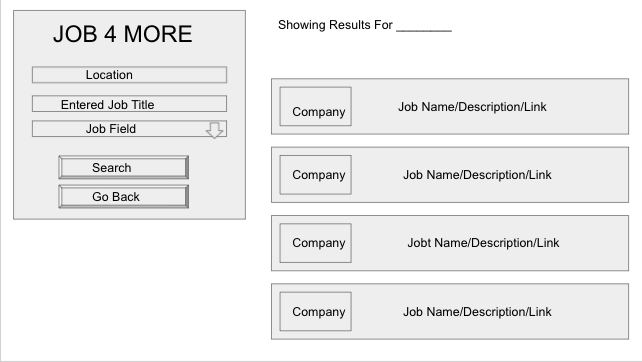 JOB 4 MORE
Location
Entered Job Title
Job Field
Search
Go Back
Showing Results For ________
Company Job Name/Description/Link
Company Job Name/Description/Link
Company Jobt Name/Description/Link
Company Job Name/Description/Link